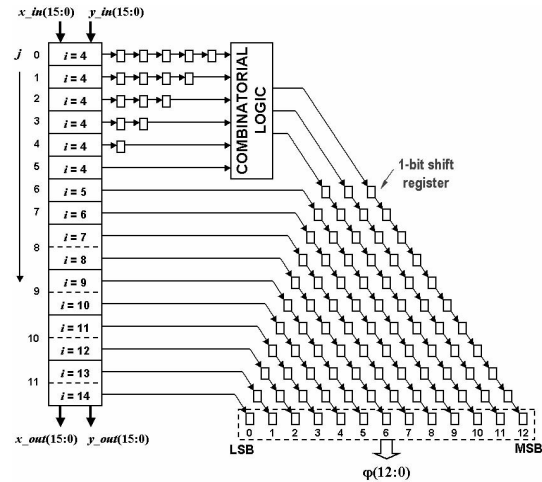 x_in(15:0) y_in(15:0)
j
0 i = 4
1 i = 4
2 i = 4
3 i = 4
4 i = 4
5 i = 4
6 i = 5
7 i = 6
i = 7
8
i = 8
i = 9
9
i = 10
i = 11
10
i = 12
i = 13
11
i = 14
COMBINATORIAL
LOGIC
1-bit shift
register
x_out(15:0) y_out(15:0)
0 1 2 3 4 5 6 7 8 9 10 11 12
LSB MSB
φ(12:0)